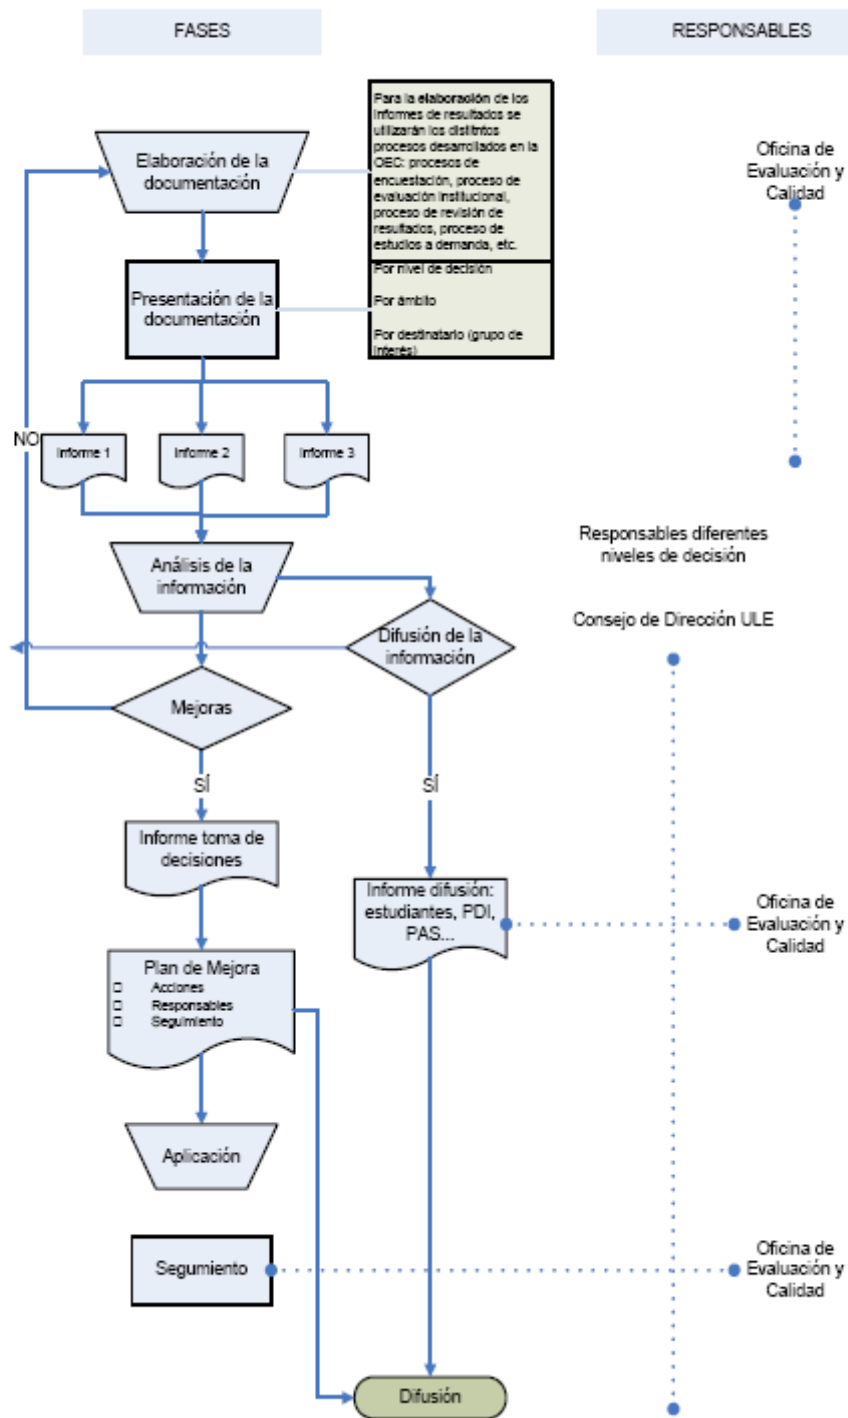 FASES
RESPONSABLES
Elaboración de la
documentación
Para la elaboración de los
informes de resultados se
utilizarán los distintos
procesos desarrollados en la
OEC: procesos de
encuestación, proceso de
evaluación institucional,
proceso de revisión de
resultados, proceso de
estudios a demanda, etc.
Oficina de
Evaluación y
Calidad
Presentación de la
documentación
Por nivel de decisión
Por ámbito
Por destinatario (grupo de
interés)
NO
Informe 1
Informe 2
Informe 3
Análisis de la
información
Responsables diferentes
niveles de decisión
Consejo de Dirección ULE
Difusión de la
información
Mejoras
SÍ
SÍ
Informe toma de
decisiones
Informe difusión:
estudiantes, PDI,
PAS...
Oficina de
Evaluación y
Calidad
Plan de Mejora
Acciones
Responsables
Seguimiento
Aplicación
Segumiento
Oficina de
Evaluación y
Calidad
Difusión